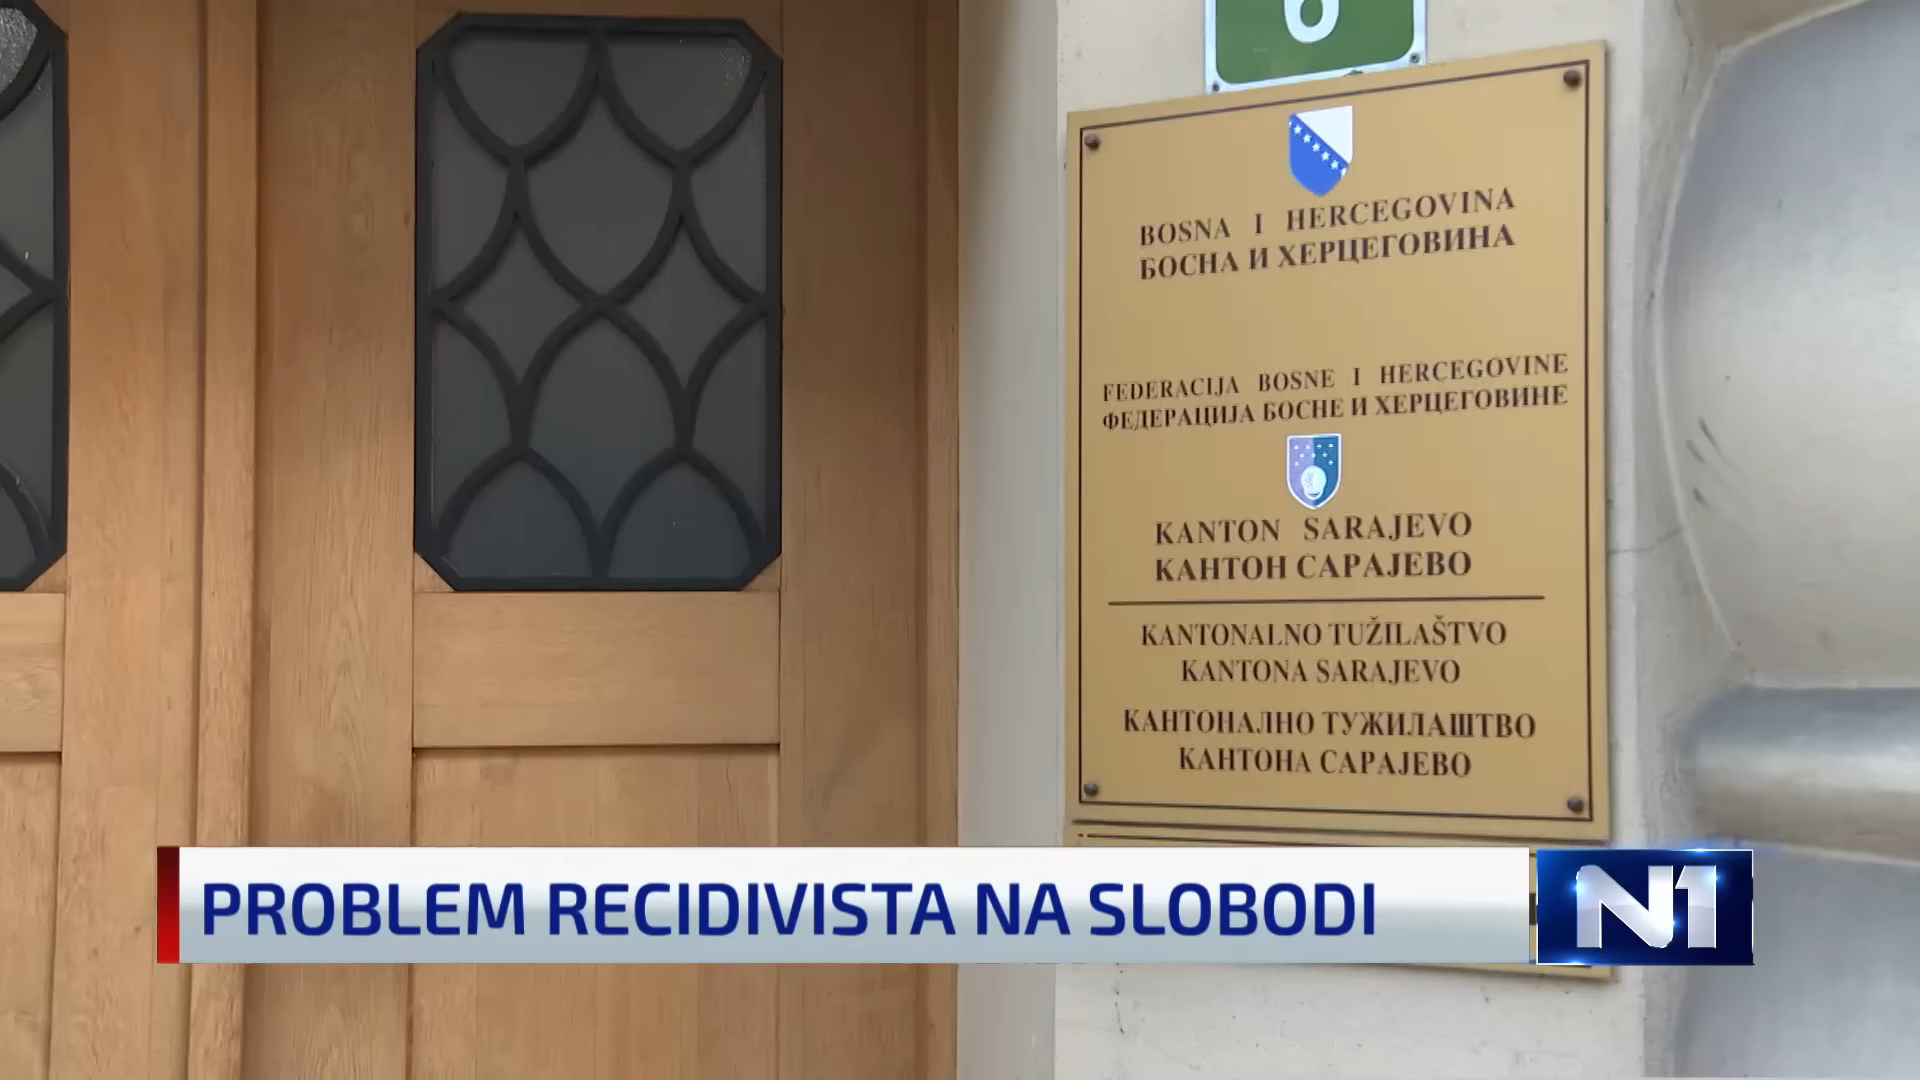 6
BOSNA I HERCEGOVINA
БОСНА И ХЕРЦЕГОВИНА
FEDERACIJA BOSNE I HERCEGOVINE
ФЕДЕРАЦИЈА БОСНЕ И ХЕРЦЕГОВИНЕ
KANTON SARAJEVO
КАНТОН САРАЈЕВО
KANTONALNO TUŽILAŠTVO
KANTONA SARAJEVO
КАНТОНАЛНО ТУЖИЛАШТВО
КАНТОНА САРАЈЕВО
PROBLEM RECIDIVISTA NA SLOBODI
N1